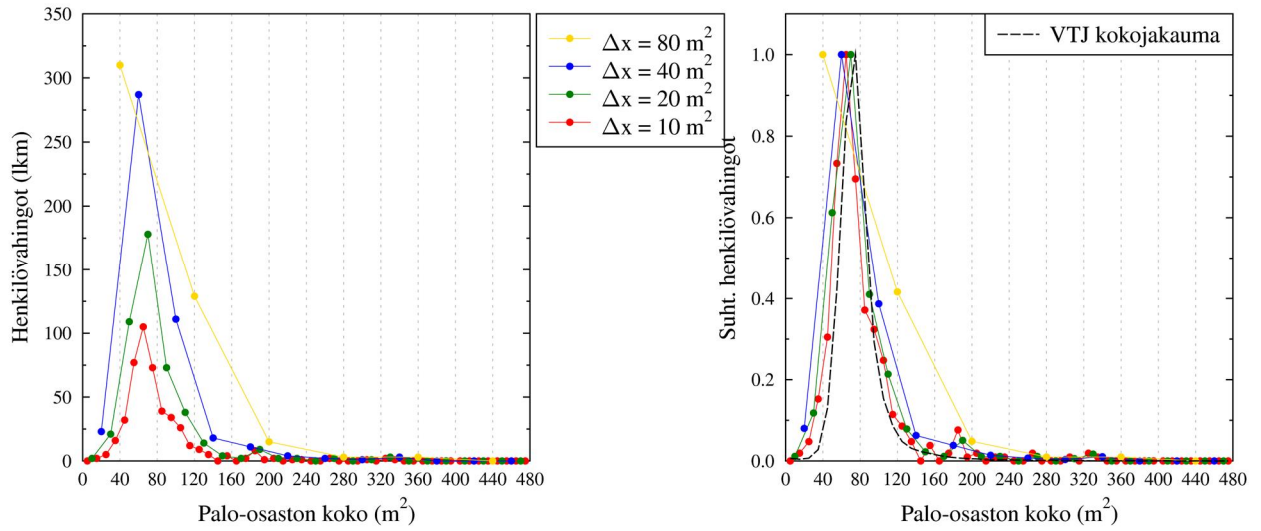 350
300
250
200
150
100
50
0
Henkilövahingot (lkm)
0 40 80 120 160 200 240 280 320 360 400 440 480
Palo-osaston koko (m²)
Δx = 80 m²
Δx = 40 m²
Δx = 20 m²
Δx = 10 m²
1.0
0.8
0.6
0.4
0.2
0.0
Suht. henkilövahingot
0 40 80 120 160 200 240 280 320 360 400 440 480
Palo-osaston koko (m²)
VTJ kokojakauma